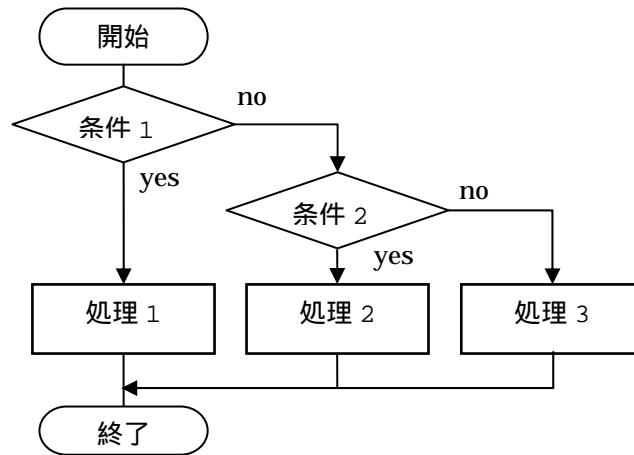 開始
no
条件 1
yes
no
条件 2
yes
処理 1
処理 2
処理 3
終了